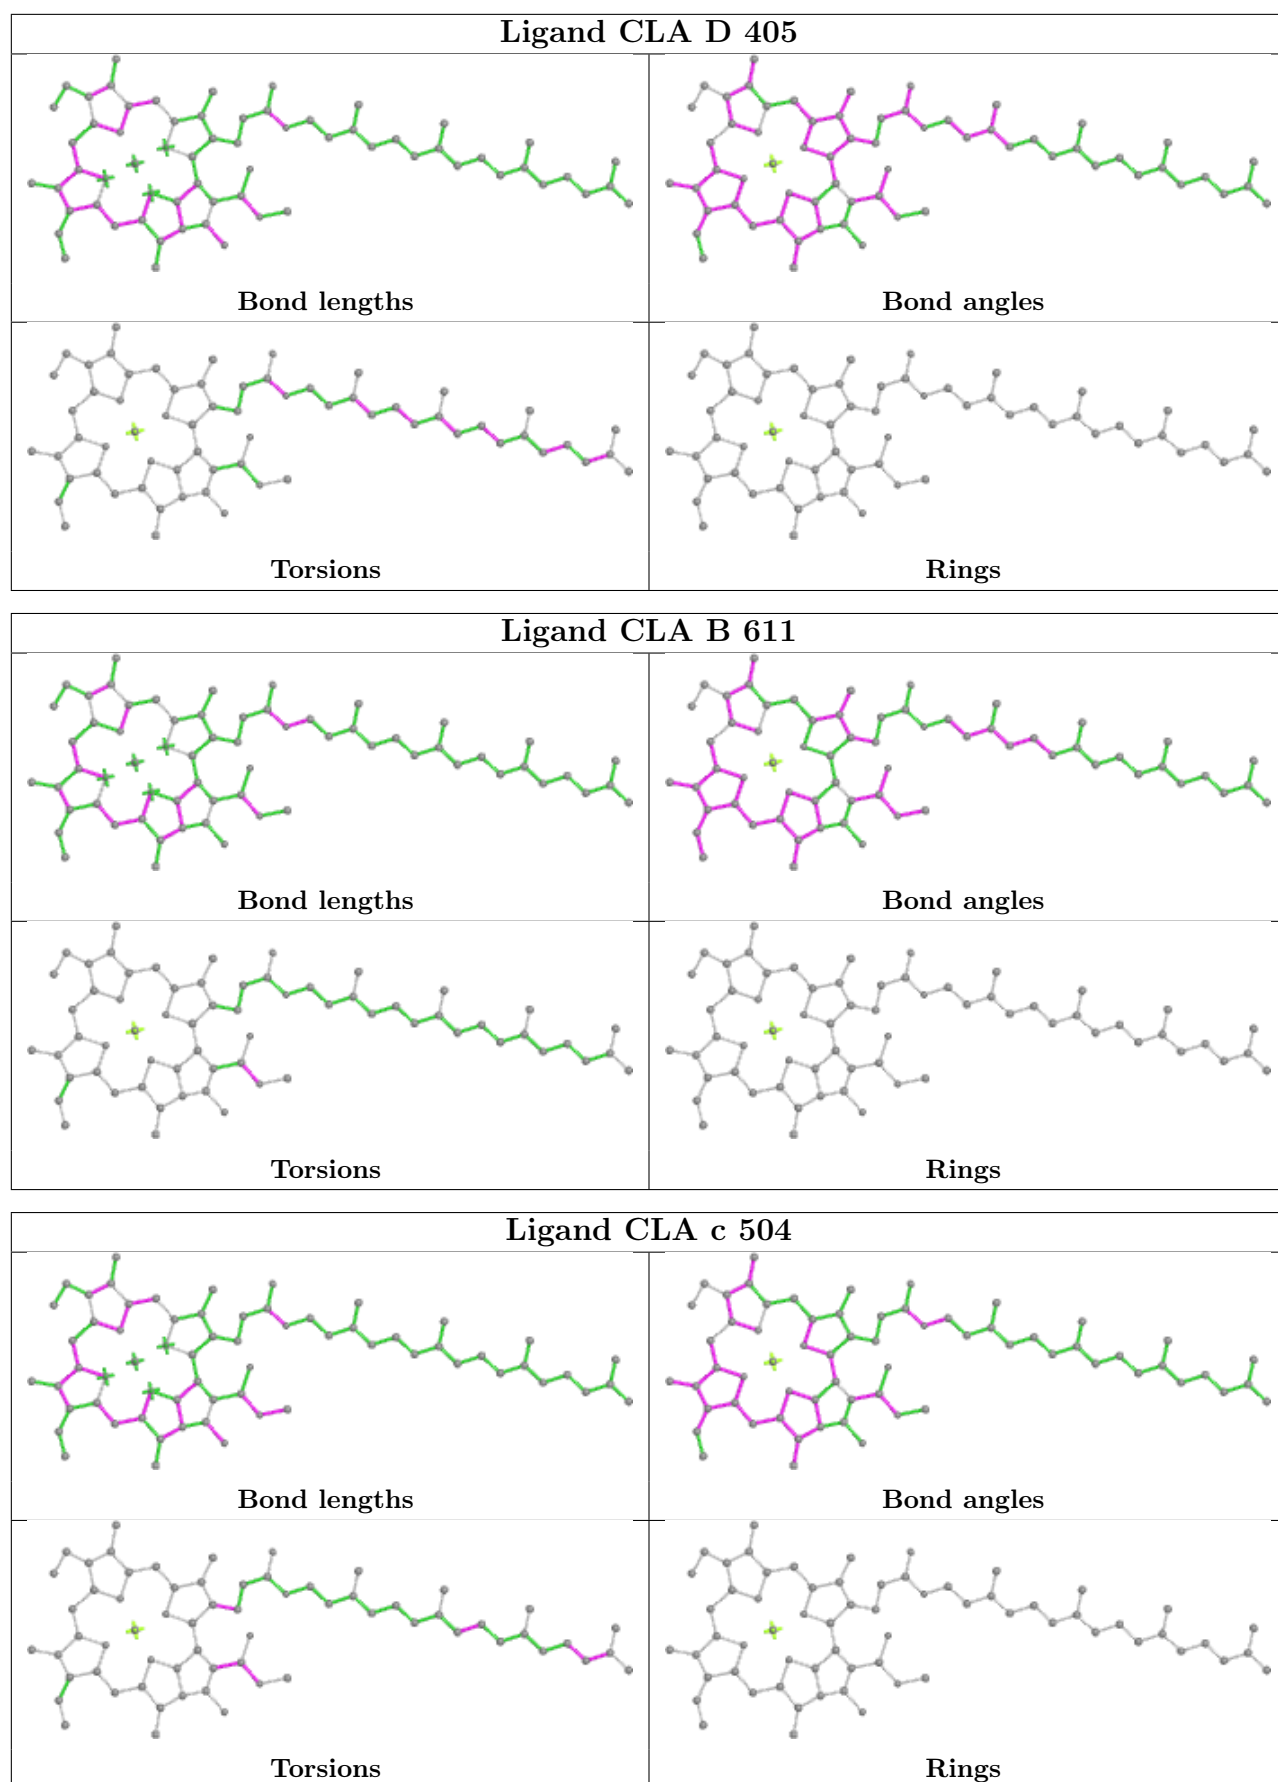 Ligand CLA D 405
Bond lengths
Bond angles
Torsions
Rings
Ligand CLA B 611
Bond lengths
Bond angles
Torsions
Rings
Ligand CLA c 504
Bond lengths
Bond angles
Torsions
Rings